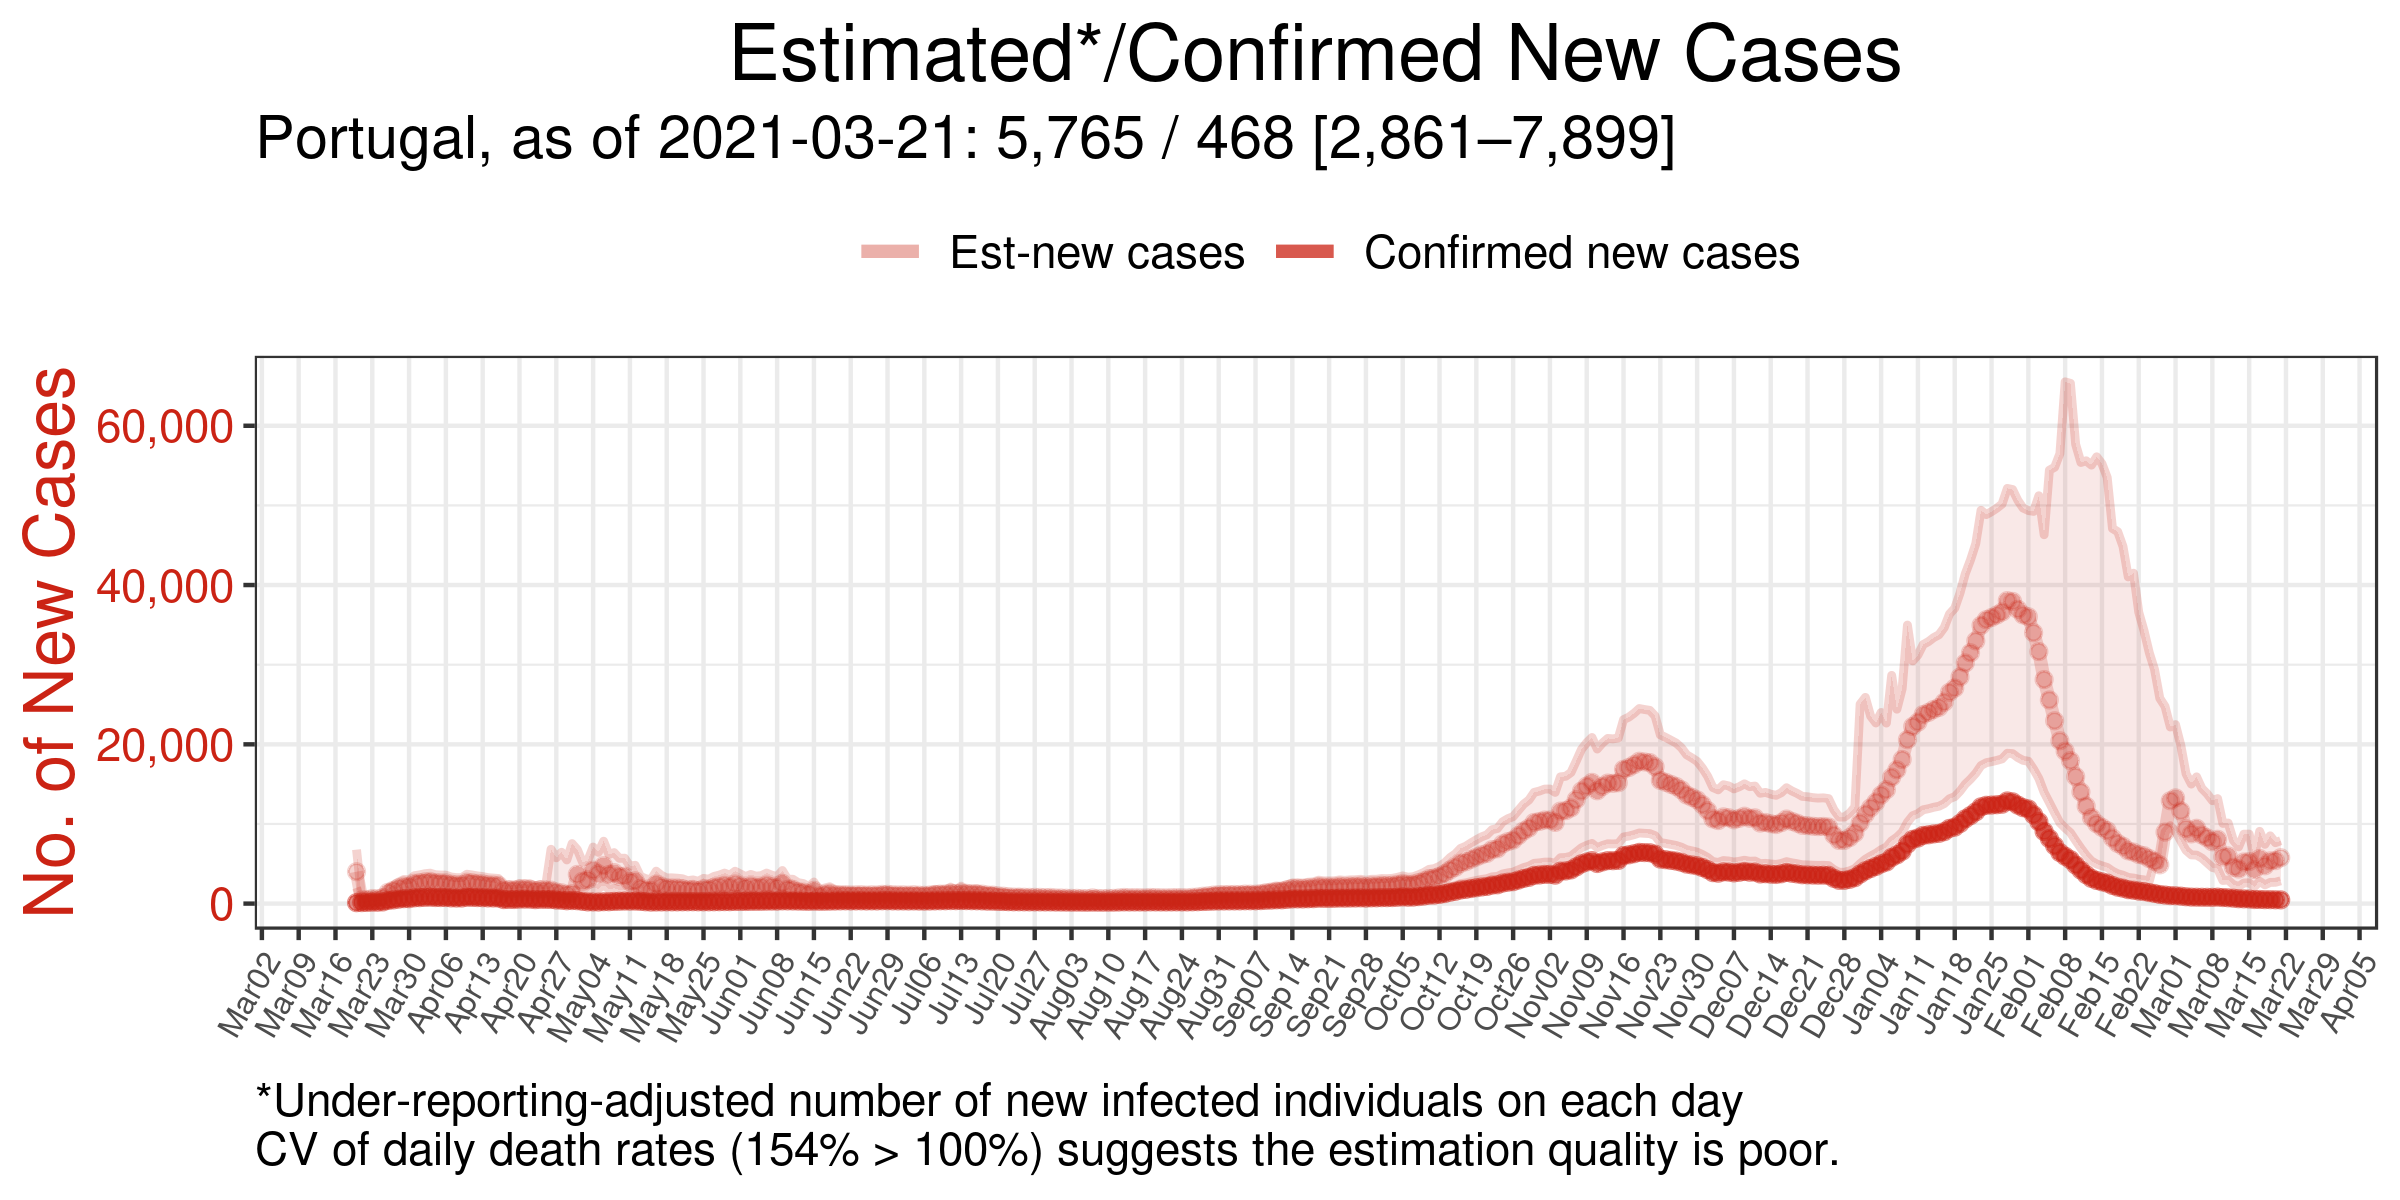 Estimated*/Confirmed New Cases
Portugal, as of 2021-03-21: 5,765 / 468 [2,861–7,899]
Est-new cases Confirmed new cases
No. of New Cases
60,000
40,000
20,000
0
Mar02 Mar09 Mar16 Mar23 Mar30 Apr06 Apr13 Apr20 Apr27 May04 May11 May18 May25 Jun01 Jun08 Jun15 Jun22 Jun29 Jul06 Jul13 Jul20 Jul27 Aug03 Aug10 Aug17 Aug24 Aug31 Sep07 Sep14 Sep21 Sep28 Oct05 Oct12 Oct19 Oct26 Nov02 Nov09 Nov16 Nov23 Nov30 Dec07 Dec14 Dec21 Dec28 Jan04 Jan11 Jan18 Jan25 Feb01 Feb08 Feb15 Feb22 Mar01 Mar08 Mar15 Mar22 Mar29 Apr05
*Under-reporting-adjusted number of new infected individuals on each day
CV of daily death rates (154% > 100%) suggests the estimation quality is poor.